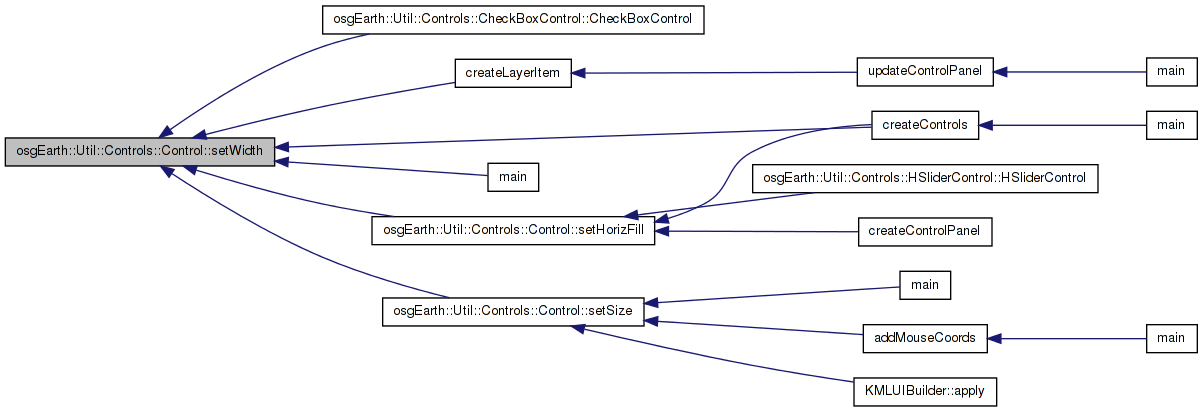 osgEarth::Util::Controls::CheckBoxControl::CheckBoxControl
createLayerItem
updateControlPanel
main
createControls
main
osgEarth::Util::Controls::Control::setWidth
main
osgEarth::Util::Controls::HSliderControl::HSliderControl
osgEarth::Util::Controls::Control::setHorizFill
createControlPanel
main
osgEarth::Util::Controls::Control::setSize
addMouseCoords
main
KMLUIBuilder::apply